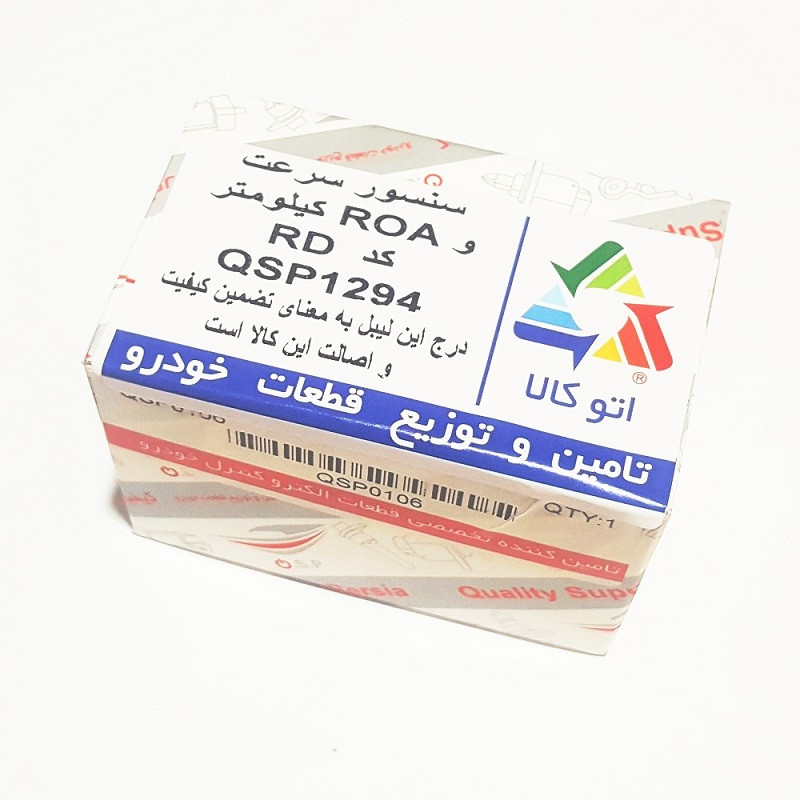 سنسور سرعت
و ROA کیلومتر
کد RD
QSP1294
درج این لیبل به معنای تضمین کیفیت
و اصالت این کالا است
اتو کالا
®
تامین و توزیع قطعات خودرو
QSP0106
QTY:1
تامین کننده تخصصی قطعات الکترو کنترل خودرو
Q.S.P
Persia
Quality